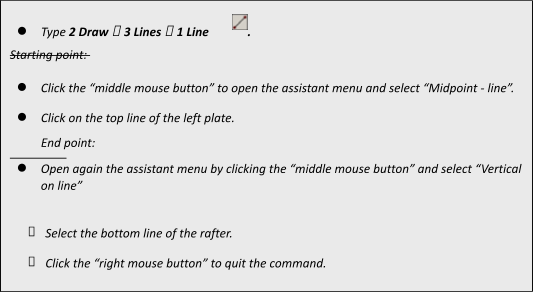 ● Type 2 Draw  3 Lines  1 Line .
Starting point:
● Click the “middle mouse button” to open the assistant menu and select “Midpoint - line”.
● Click on the top line of the left plate.
End point:
● Open again the assistant menu by clicking the “middle mouse button” and select “Vertical
on line”
 Select the bottom line of the rafter.
 Click the “right mouse button” to quit the command.